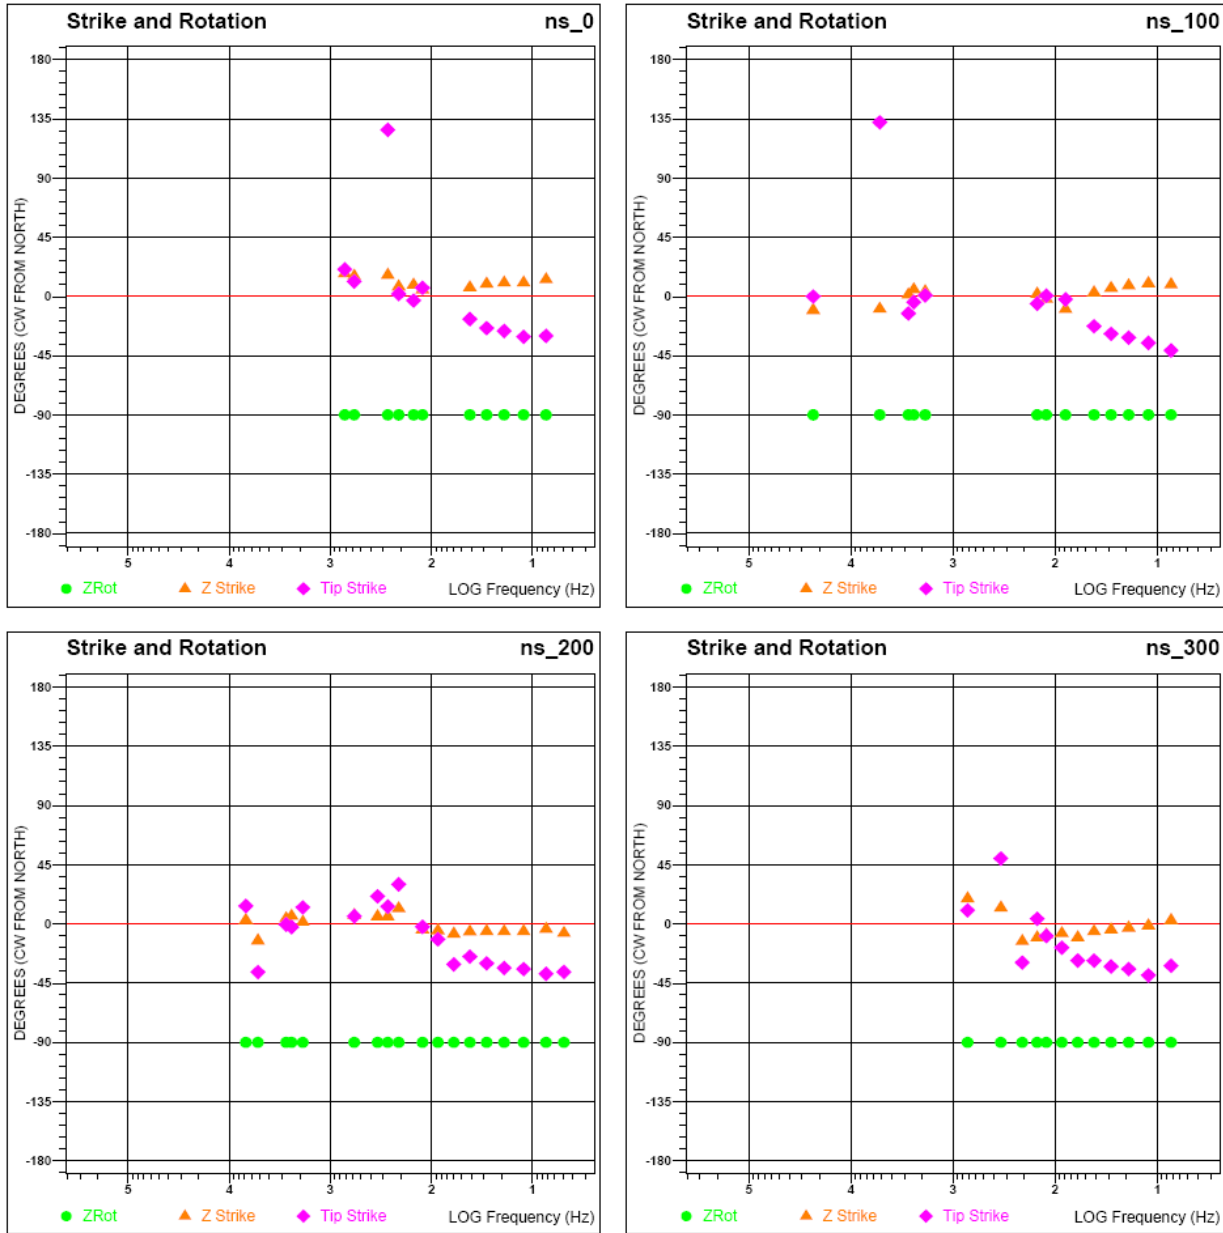 Strike and Rotation ns_0
180
135
90
45
0
-45
-90
-135
-180
DEGREES (CW FROM NORTH)
5 3 2 1
ZRot Z Strike Tip Strike LOG Frequency (Hz)
Strike and Rotation ns_100
180
135
90
45
0
-45
-90
-135
-180
DEGREES (CW FROM NORTH)
5 4 3 2 1
ZRot Z Strike Tip Strike LOG Frequency (Hz)
Strike and Rotation ns_200
180
135
90
45
0
-45
-90
-135
-180
DEGREES (CW FROM NORTH)
5 4 3 2 1
ZRot Z Strike Tip Strike LOG Frequency (Hz)
Strike and Rotation ns_300
180
135
90
45
0
-45
-90
-135
-180
DEGREES (CW FROM NORTH)
5 4 3 2 1
ZRot Z Strike Tip Strike LOG Frequency (Hz)